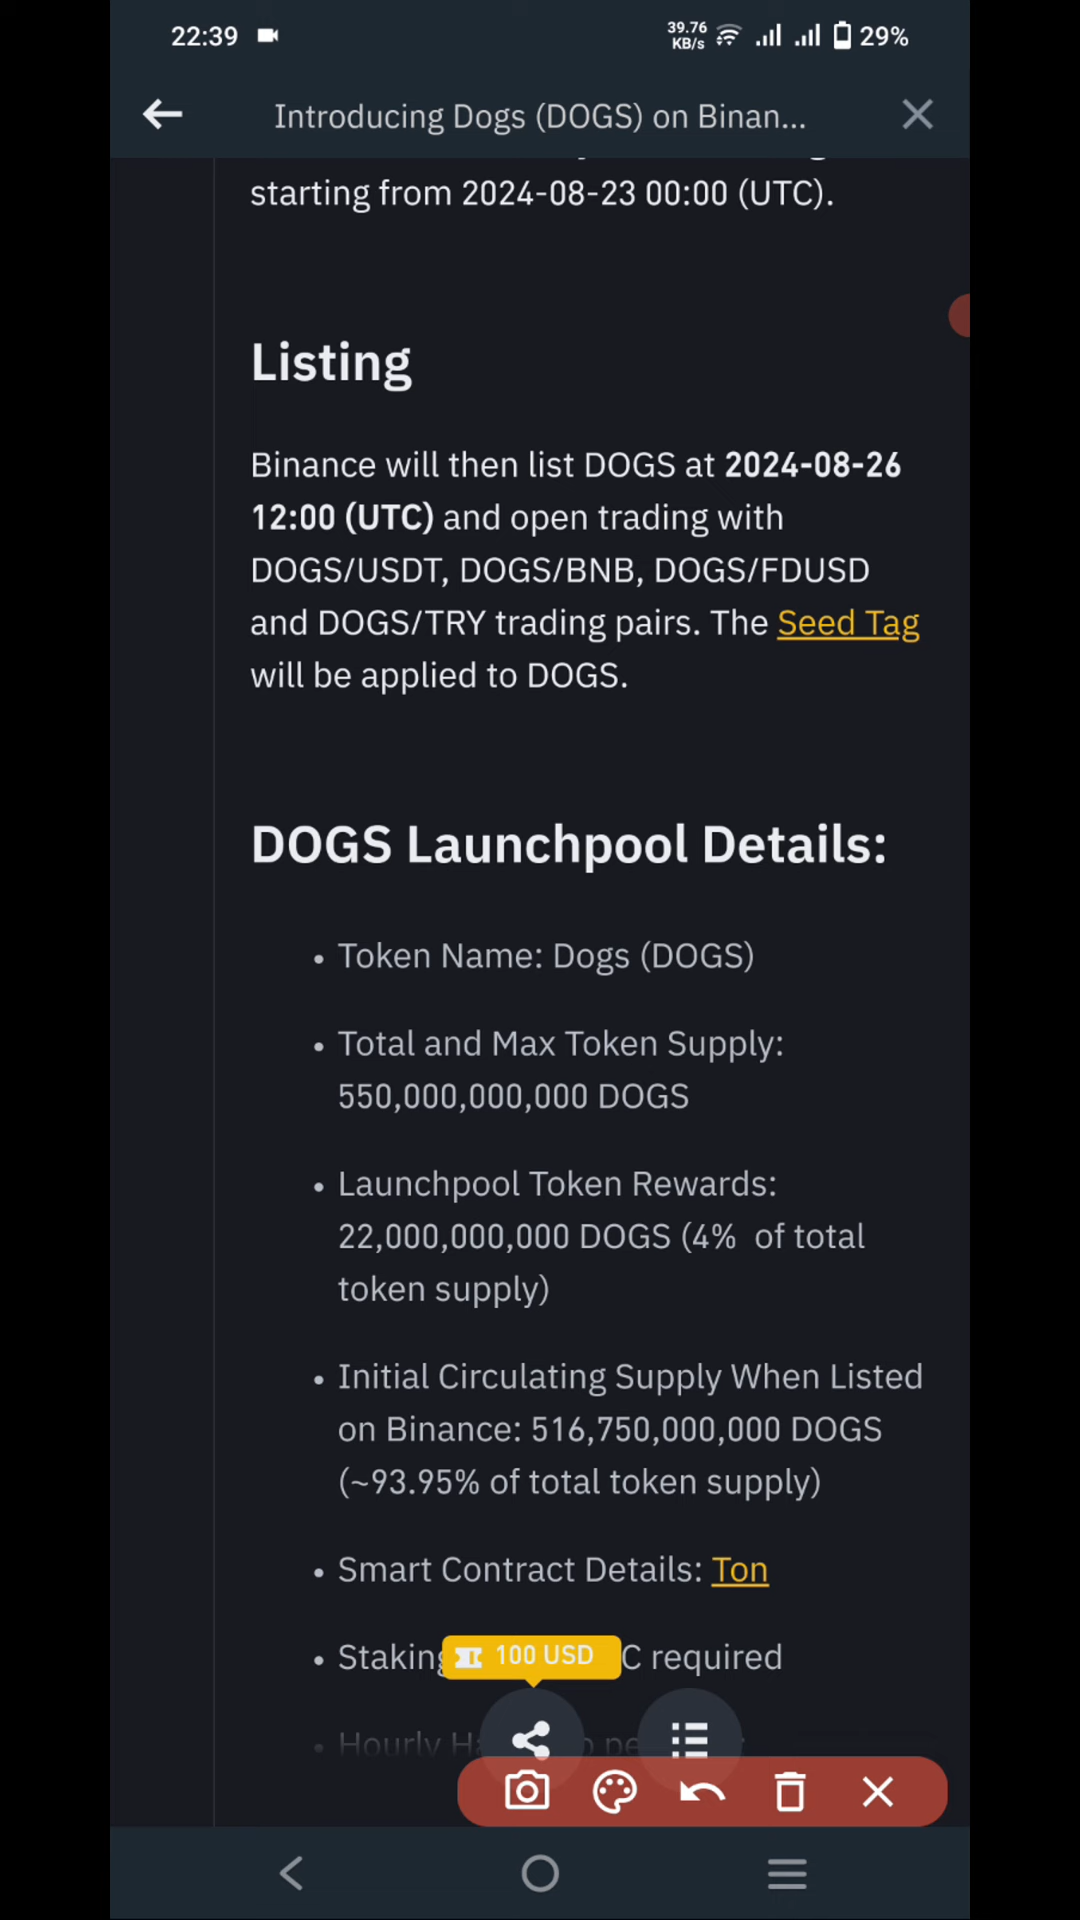 22:39
39.76
KB/s
29%
Introducing Dogs (DOGS) on Binan...
starting from 2024-08-23 00:00 (UTC).
Listing
Binance will then list DOGS at 2024-08-26
12:00 (UTC) and open trading with
DOGS/USDT, DOGS/BNB, DOGS/FDUSD
and DOGS/TRY trading pairs. The Seed Tag
will be applied to DOGS.
DOGS Launchpool Details:
• Token Name: Dogs (DOGS)
• Total and Max Token Supply:
550,000,000,000 DOGS
• Launchpool Token Rewards:
22,000,000,000 DOGS (4% of total
token supply)
• Initial Circulating Supply When Listed
on Binance: 516,750,000,000 DOGS
(~93.95% of total token supply)
• Smart Contract Details: Ton
• Staking
100 USD
C required
• Hourly